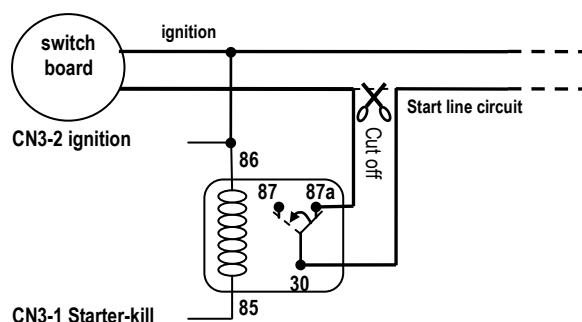 ignition
switch
board
Start line circuit
Cut off
CN3-2 ignition
86
87
87a
30
85
CN3-1 Starter-kill